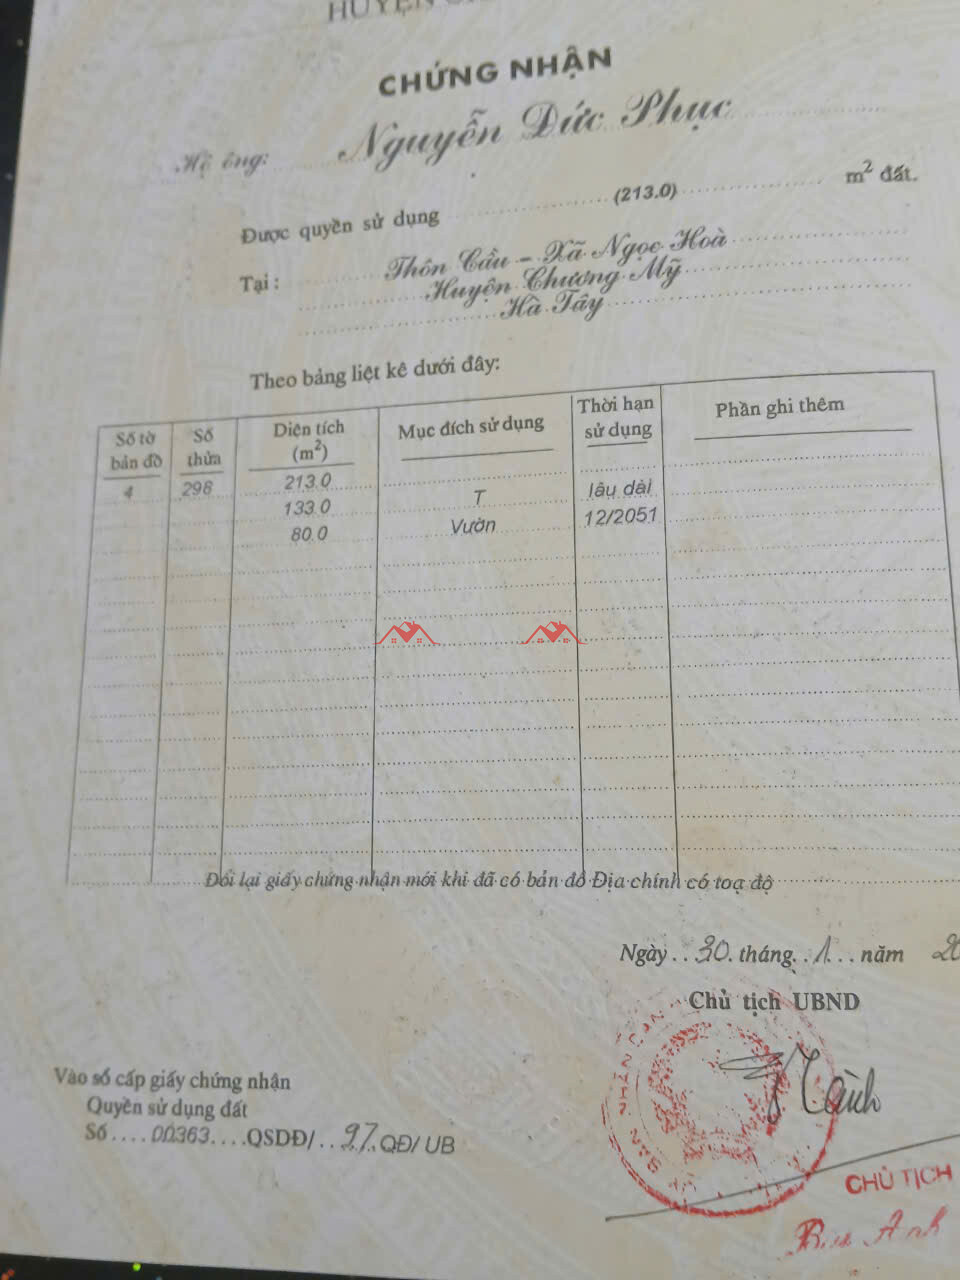 HUYỆN
CHỨNG NHẬN
Hộ ông: Nguyễn Đức Phục
Được quyền sử dụng (213.0) m² đất.
Tại: Thôn Cầu - Xã Ngọc Hoà
Huyện Chương Mỹ
Hà Tây
Theo bảng liệt kê dưới đây:
Số tờ bản đồ Số thửa Diện tích (m²) Mục đích sử dụng Thời hạn sử dụng Phần ghi thêm
4 298 213.0
133.0 T lâu dài
80.0 Vườn 12/2051
Đổi lại giấy chứng nhận mới khi đã có bản đồ Địa chính có toạ độ
Ngày..30.tháng..1...năm 20
Chủ tịch UBND
Vào sổ cấp giấy chứng nhận
Quyền sử dụng đất
Số....00363....QSDĐ/..97.QĐ/UB
CHỦ TỊCH